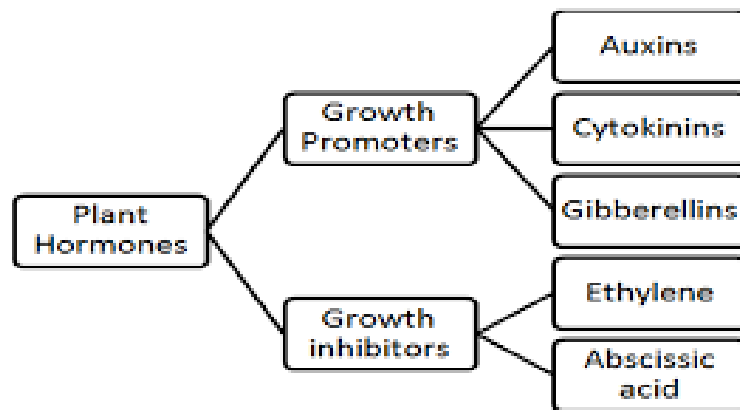 Plant
Hormones
Growth
Promoters
Auxins
Cytokinins
Gibberellins
Growth
inhibitors
Ethylene
Abscissic
acid